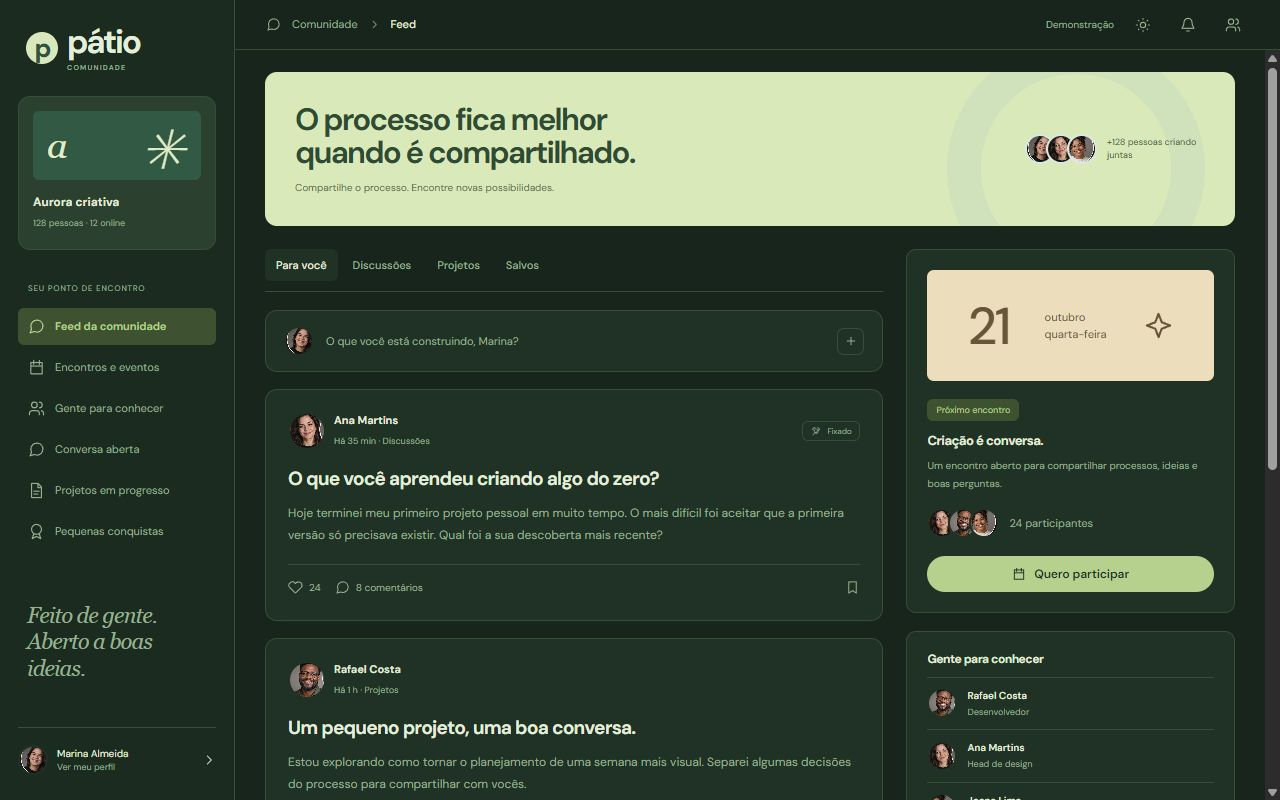 pátio
COMUNIDADE
a
Aurora criativa
128 pessoas · 12 online
SEU PONTO DE ENCONTRO
Feed da comunidade
Encontros e eventos
Gente para conhecer
Conversa aberta
Projetos em progresso
Pequenas conquistas
Feito de gente.
Aberto a boas
ideias.
Marina Almeida
Ver meu perfil
Comunidade > Feed
Demonstração
O processo fica melhor
quando é compartilhado.
Compartilhe o processo. Encontre novas possibilidades.
+128 pessoas criando
juntas
Para você Discussões Projetos Salvos
O que você está construindo, Marina?
Ana Martins
Há 35 min · Discussões
Fixado
O que você aprendeu criando algo do zero?
Hoje terminei meu primeiro projeto pessoal em muito tempo. O mais difícil foi aceitar que a primeira
versão só precisava existir. Qual foi a sua descoberta mais recente?
24 8 comentários
Rafael Costa
Há 1 h · Projetos
Um pequeno projeto, uma boa conversa.
Estou explorando como tornar o planejamento de uma semana mais visual. Separei algumas decisões
do processo para compartilhar com vocês.
21
outubro
quarta-feira
Próximo encontro
Criação é conversa.
Um encontro aberto para compartilhar processos, ideias e
boas perguntas.
24 participantes
Quero participar
Gente para conhecer
Rafael Costa
Desenvolvedor
Ana Martins
Head de design